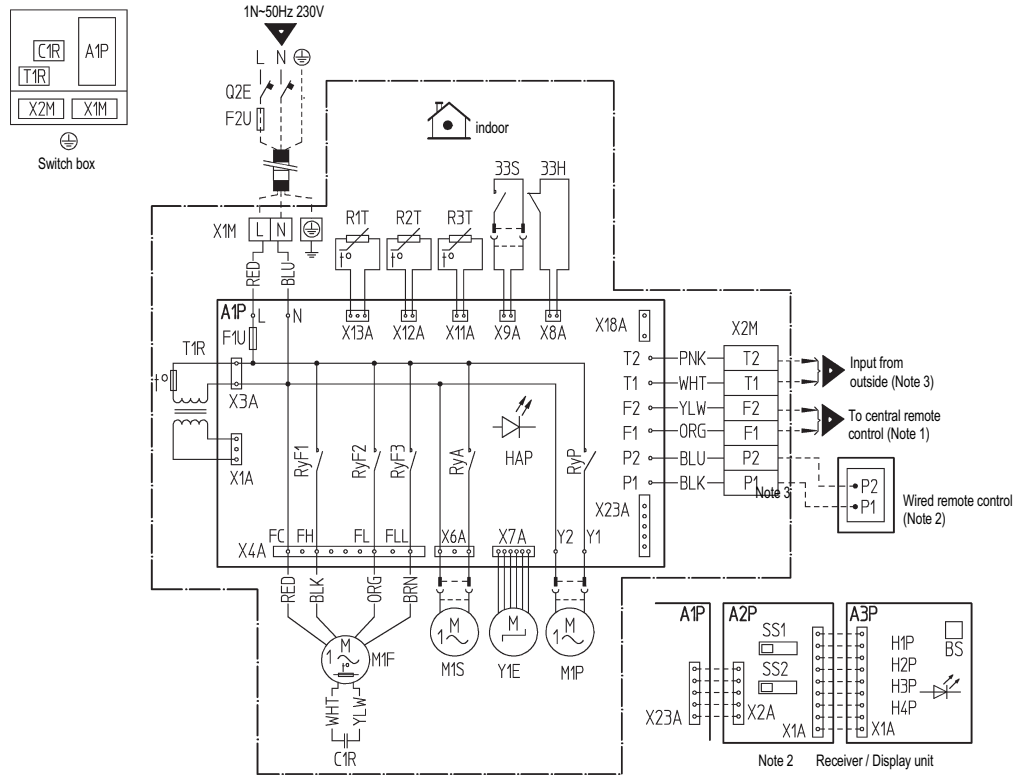 1N~50Hz 230V
C1R
A1P
T1R
X2M
X1M
Switch box
L N
Q2E
F2U
indoor
33S 33H
R1T R2T R3T
X1M
L N
RED
BLU
A1P
L
N
F1U
X13A X12A X11A X9A X8A
X18A
X2M
T1R
X3A
X1A
T2 PNK T2
T1 WHT T1
F2 YLW F2
F1 ORG F1
P2 BLU P2
P1 BLK P1
Input from
outside (Note 3)
To central remote
control (Note 1)
Note 3
P2
P1
Wired remote control
(Note 2)
RyF1
RyF2
RyF3
RyA
HAP
RyP
X23A
X4A
FC FH FL FLL X6A X7A Y2 Y1
RED
BLK
ORG
BRN
M
1
M1F
M
1
M1S
M
Y1E
M
1
M1P
WHT
YLW
C1R
A1P
X23A
A2P
SS1
SS2
X2A
X1A
A3P
H1P
H2P
H3P
H4P
BS
X1A
Note 2 Receiver / Display unit